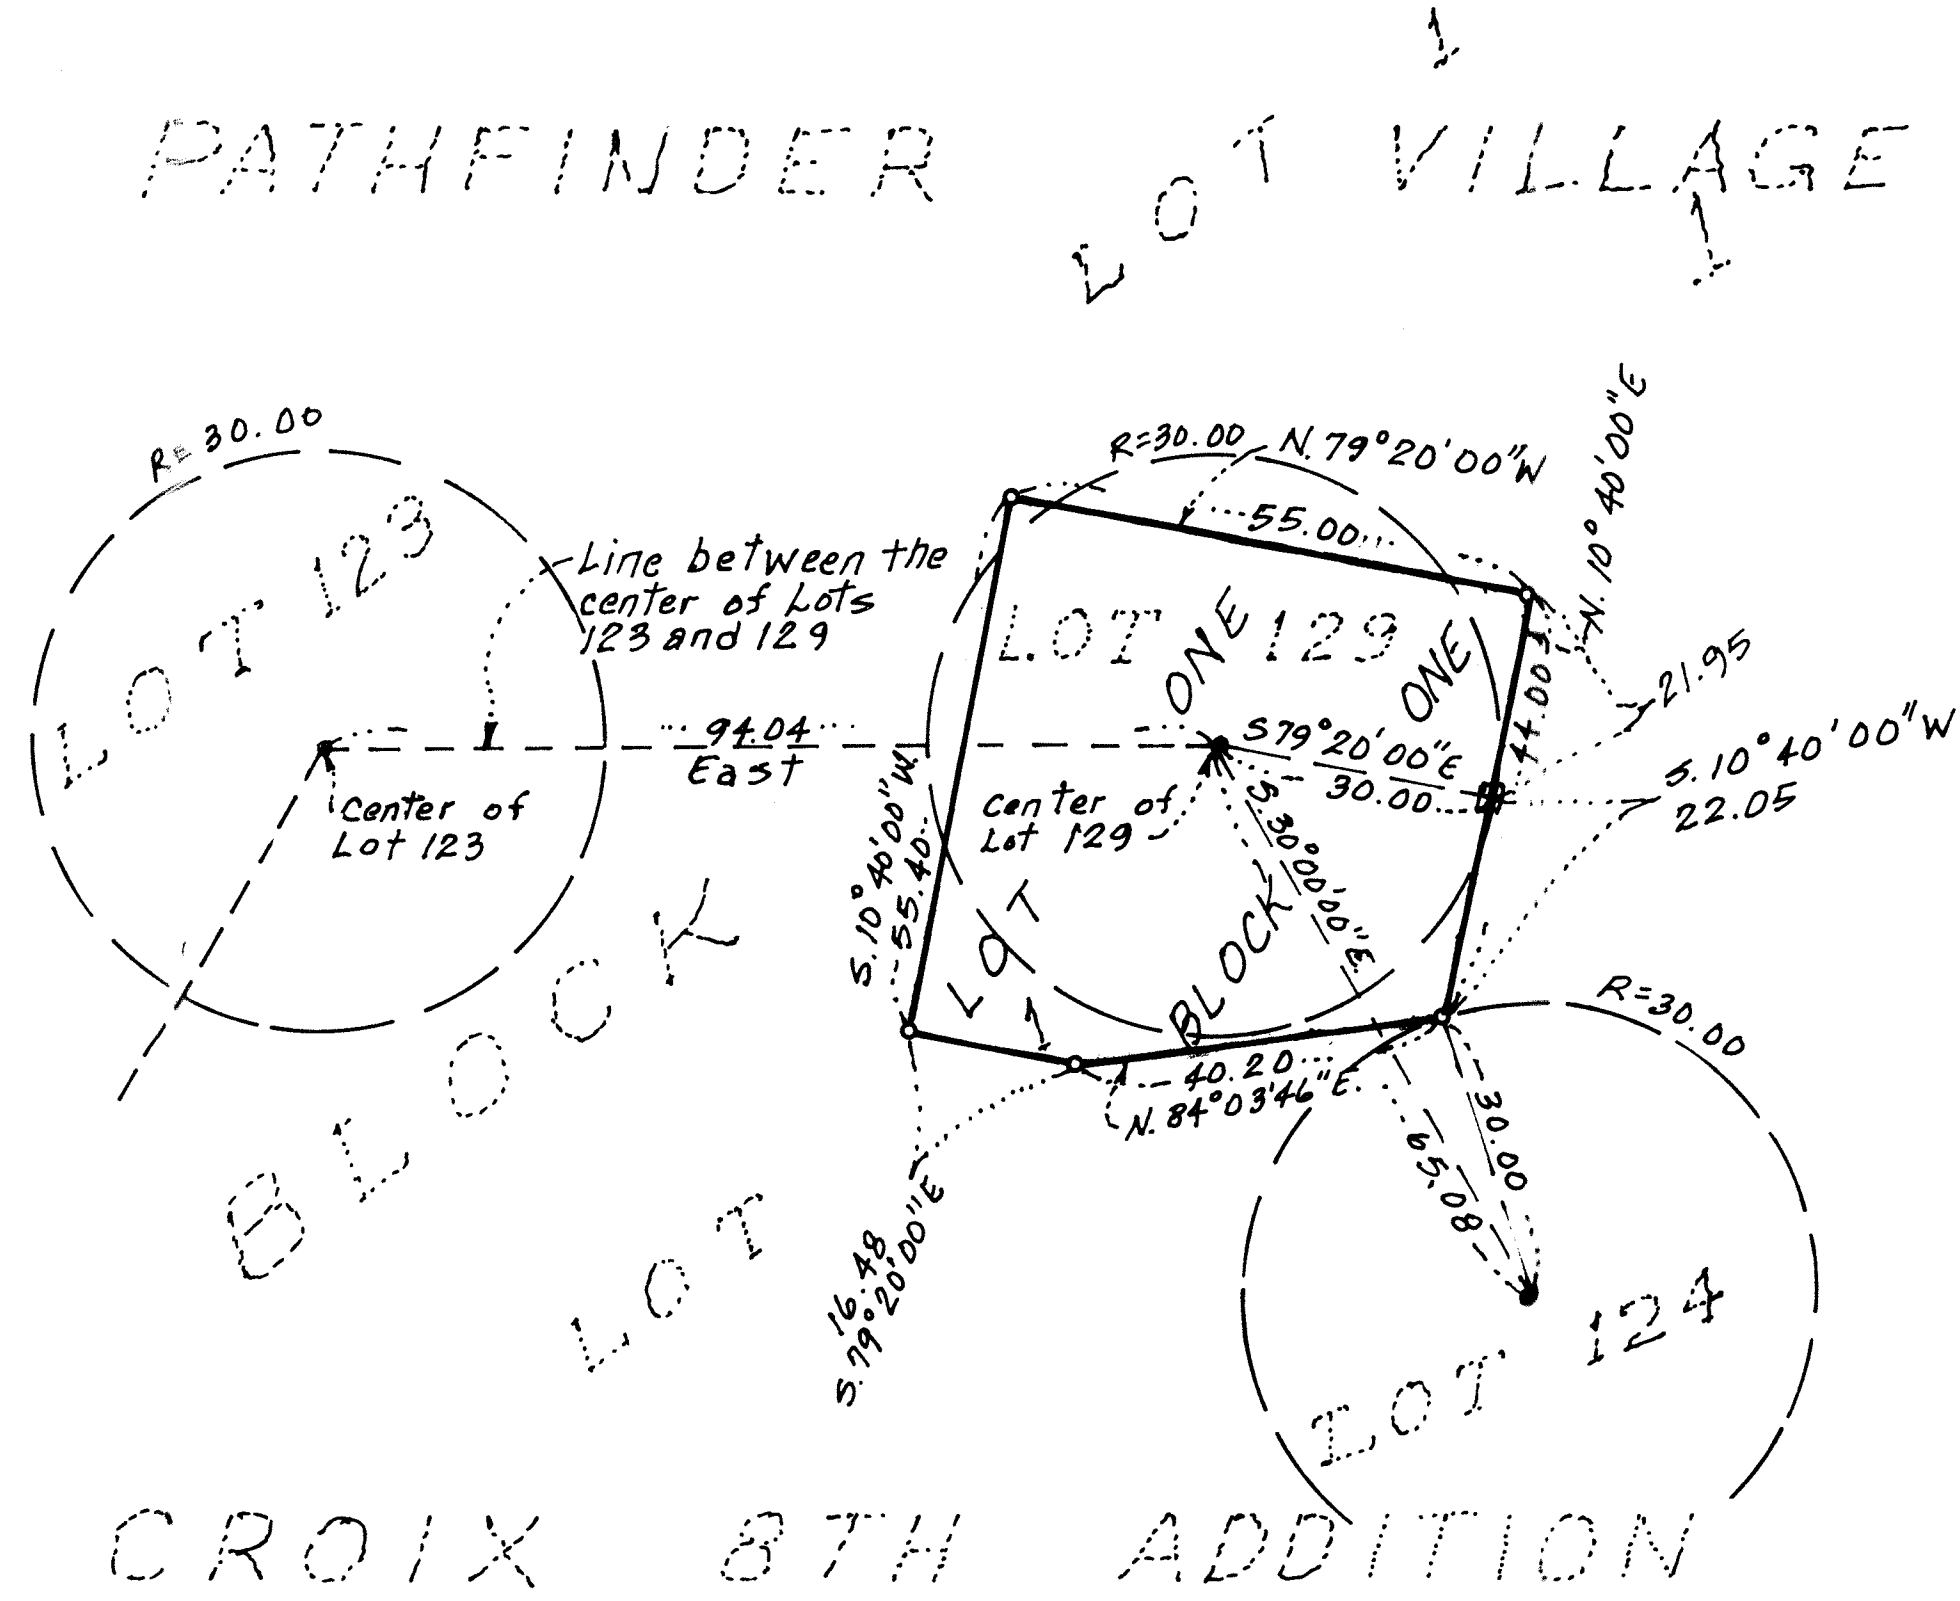 1
PATHFINDER VILLAGE
LOT 1
R=30.00
LOT 123
Line between the
center of Lots
123 and 129
94.04
East
center of
Lot 123
R=30.00
N.79°20'00"W
55.00
N.10°40'00"E
LOT 129
ONE
ONE
44.00
21.95
S79°20'00"E
30.00
S.10°40'00"W
22.05
center of
Lot 129
S.30°00'00"E
S.10°40'00"W
55.40
LOT 1
BLOCK
40.20
N.84°03'46"E
16.48
S.79°20'00"E
65.08
30.00
R=30.00
BLOCK
LOT
LOT 124
CROIX 8TH ADDITION